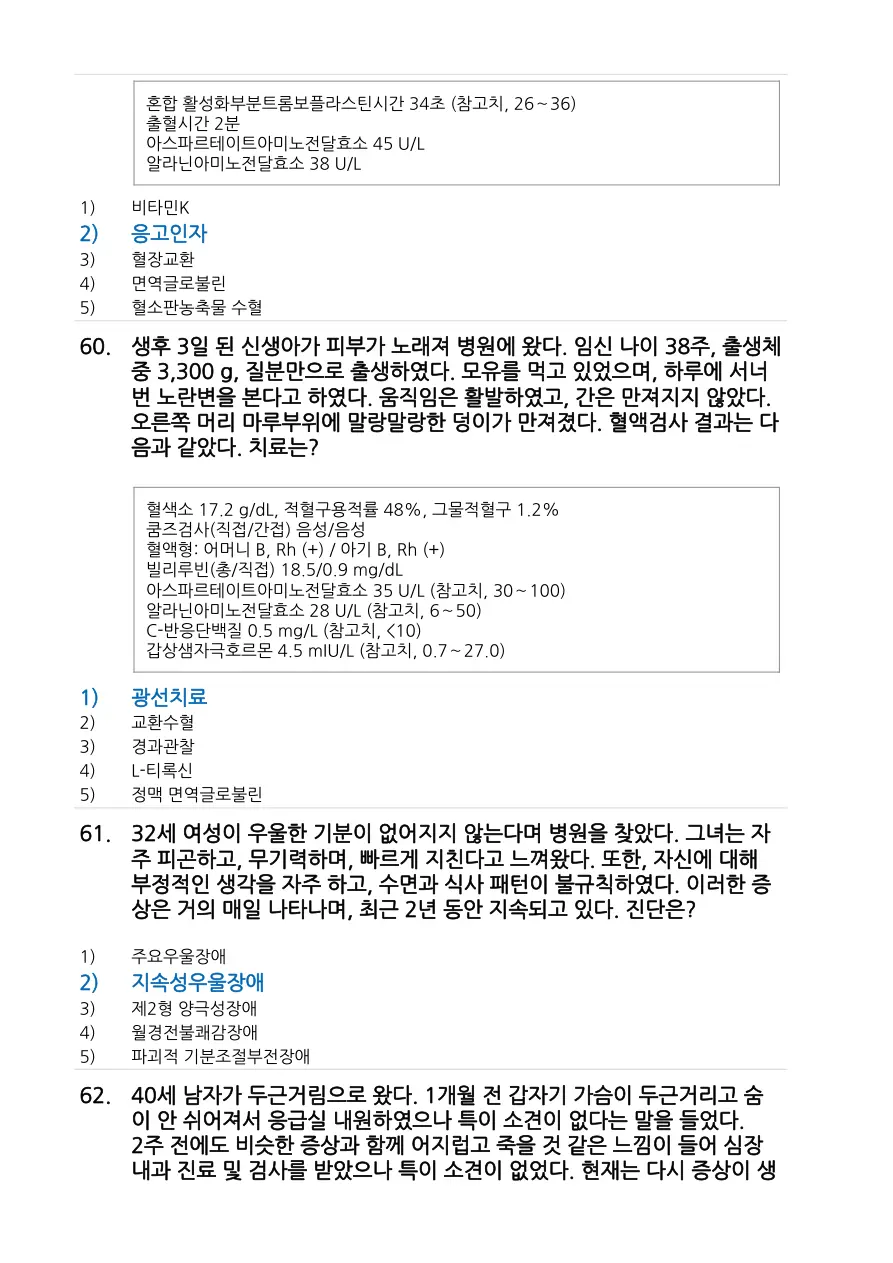 혼합 활성화부분트롬보플라스틴시간 34초 (참고치, 26~36)
출혈시간 2분
아스파르테이트아미노전달효소 45 U/L
알라닌아미노전달효소 38 U/L
1) 비타민K
2) 응고인자
3) 혈장교환
4) 면역글로불린
5) 혈소판농축물 수혈
60. 생후 3일 된 신생아가 피부가 노래져 병원에 왔다. 임신 나이 38주, 출생체
중 3,300 g, 질분만으로 출생하였다. 모유를 먹고 있었으며, 하루에 서너
번 노란변을 본다고 하였다. 움직임은 활발하였고, 간은 만져지지 않았다.
오른쪽 머리 마루부위에 말랑말랑한 덩이가 만져졌다. 혈액검사 결과는 다
음과 같았다. 치료는?
혈색소 17.2 g/dL, 적혈구용적률 48%, 그물적혈구 1.2%
쿰즈검사(직접/간접) 음성/음성
혈액형: 어머니 B, Rh (+) / 아기 B, Rh (+)
빌리루빈(총/직접) 18.5/0.9 mg/dL
아스파르테이트아미노전달효소 35 U/L (참고치, 30~100)
알라닌아미노전달효소 28 U/L (참고치, 6~50)
C-반응단백질 0.5 mg/L (참고치, <10)
갑상샘자극호르몬 4.5 mIU/L (참고치, 0.7~27.0)
1) 광선치료
2) 교환수혈
3) 경과관찰
4) L-티록신
5) 정맥 면역글로불린
61. 32세 여성이 우울한 기분이 없어지지 않는다며 병원을 찾았다. 그녀는 자
주 피곤하고, 무기력하며, 빠르게 지친다고 느껴왔다. 또한, 자신에 대해
부정적인 생각을 자주 하고, 수면과 식사 패턴이 불규칙하였다. 이러한 증
상은 거의 매일 나타나며, 최근 2년 동안 지속되고 있다. 진단은?
1) 주요우울장애
2) 지속성우울장애
3) 제2형 양극성장애
4) 월경전불쾌감장애
5) 파괴적 기분조절부전장애
62. 40세 남자가 두근거림으로 왔다. 1개월 전 갑자기 가슴이 두근거리고 숨
이 안 쉬어져서 응급실 내원하였으나 특이 소견이 없다는 말을 들었다.
2주 전에도 비슷한 증상과 함께 어지럽고 죽을 것 같은 느낌이 들어 심장
내과 진료 및 검사를 받았으나 특이 소견이 없었다. 현재는 다시 증상이 생